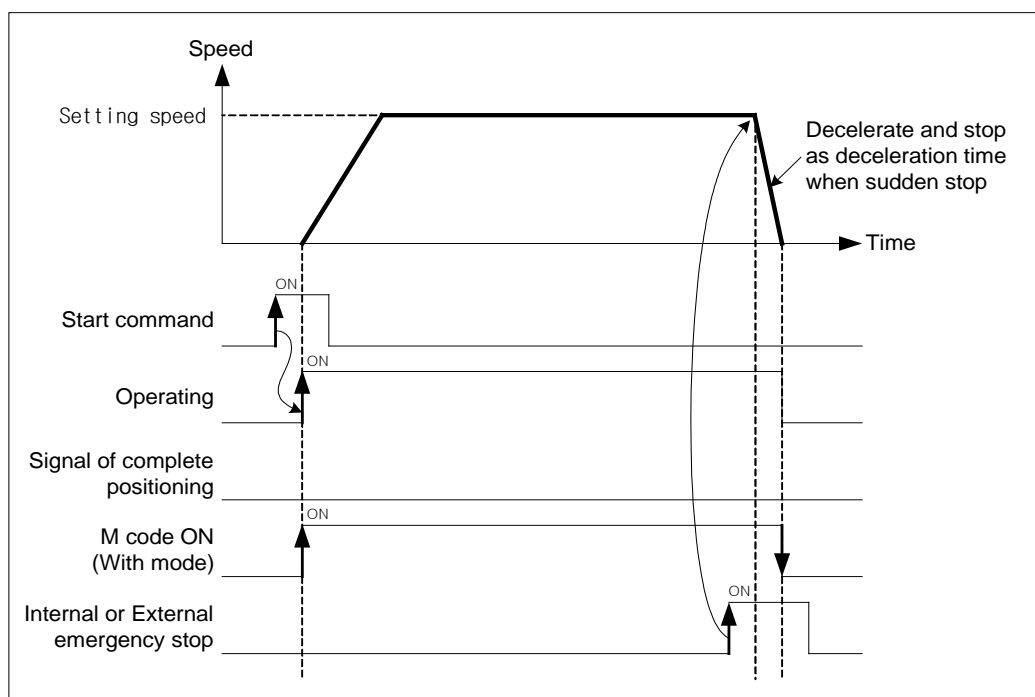 Speed
Setting speed
Decelerate and stop
as deceleration time
when sudden stop
Time
ON
Start command
ON
Operating
Signal of complete
positioning
ON
M code ON
(With mode)
ON
Internal or External
emergency stop